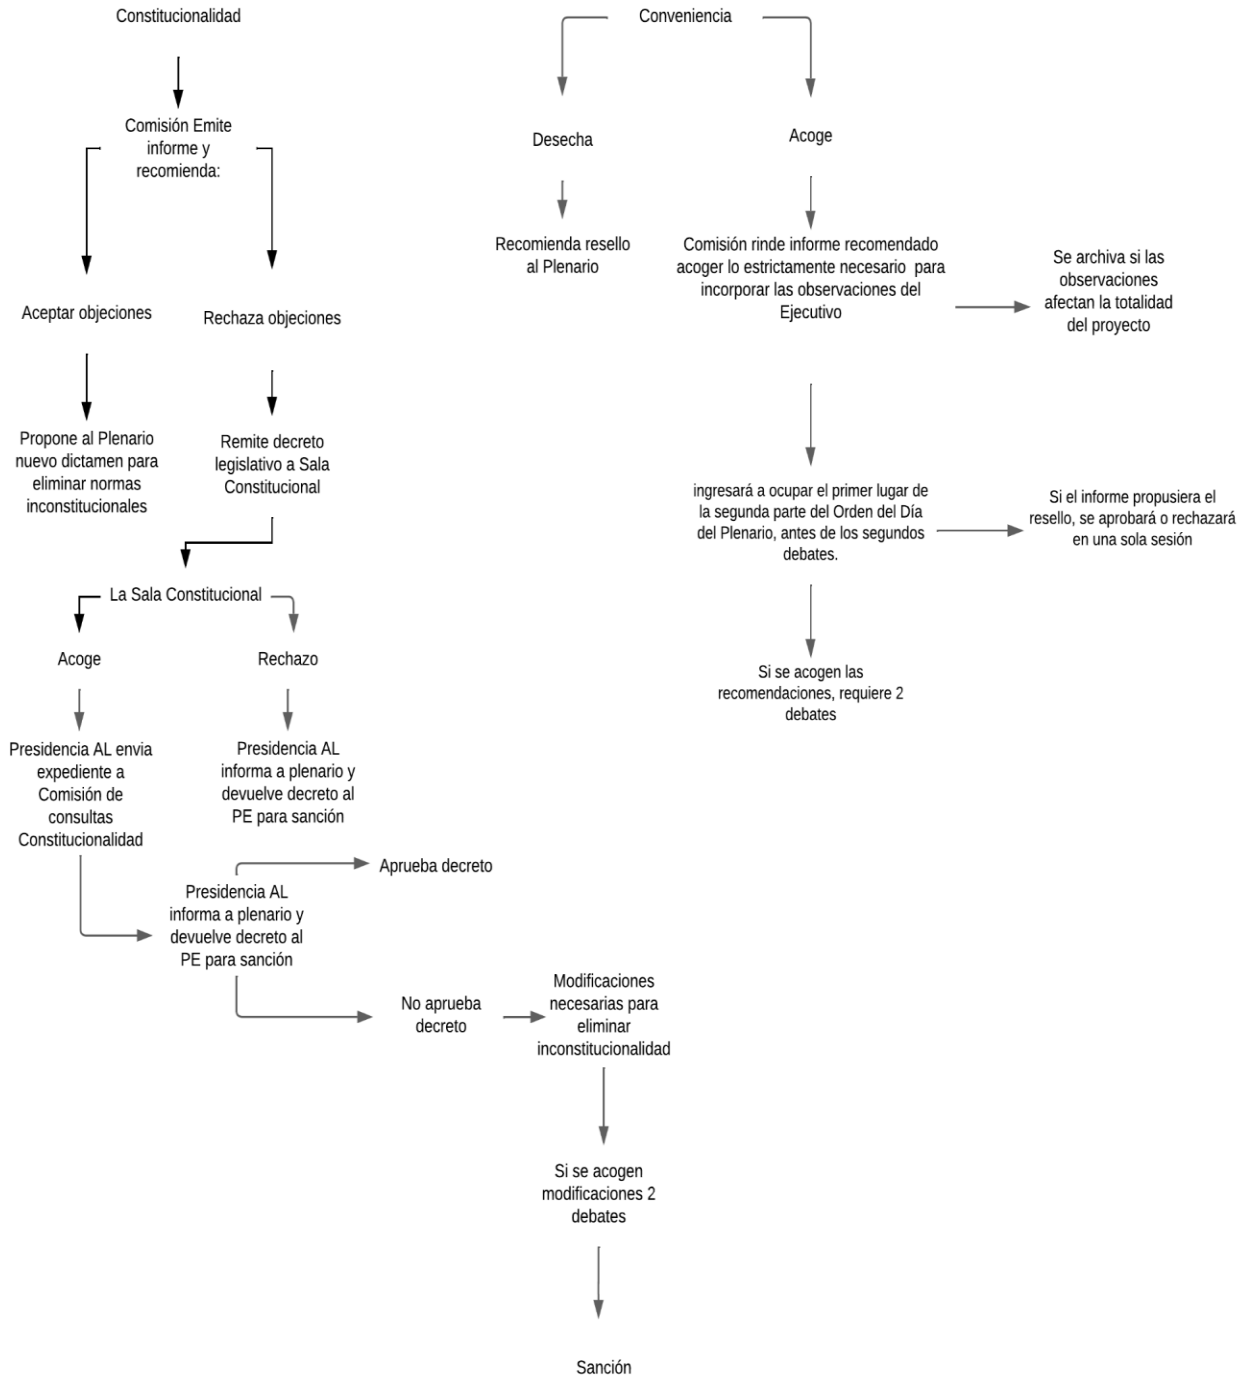 Constitucionalidad
Comisión Emite
informe y
recomienda:
Aceptar objeciones
Rechaza objeciones
Propone al Plenario
nuevo dictamen para
eliminar normas
inconstitucionales
Remite decreto
legislativo a Sala
Constitucional
La Sala Constitucional
Acoge
Rechazo
Presidencia AL envia
expediente a
Comisión de
consultas
Constitucionalidad
Presidencia AL
informa a plenario y
devuelve decreto al
PE para sanción
Presidencia AL
informa a plenario y
devuelve decreto al
PE para sanción
Aprueba decreto
No aprueba
decreto
Modificaciones
necesarias para
eliminar
inconstitucionalidad
Si se acogen
modificaciones 2
debates
Sanción
Conveniencia
Desecha
Recomienda resello
al Plenario
Acoge
Comisión rinde informe recomendado
acoger lo estrictamente necesario para
incorporar las observaciones del
Ejecutivo
Se archiva si las
observaciones
afectan la totalidad
del proyecto
ingresará a ocupar el primer lugar de
la segunda parte del Orden del Día
del Plenario, antes de los segundos
debates.
Si el informe propusiera el
resello, se aprobará o rechazará
en una sola sesión
Si se acogen las
recomendaciones, requiere 2
debates